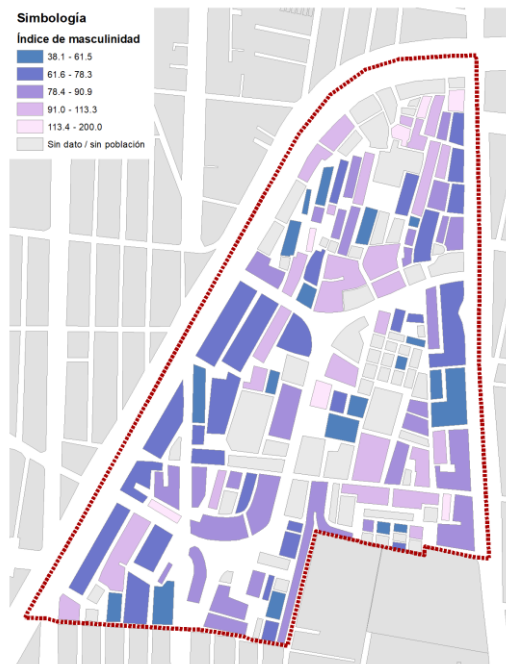 Simbología
Índice de masculinidad
38.1 - 61.5
61.6 - 78.3
78.4 - 90.9
91.0 - 113.3
113.4 - 200.0
Sin dato / sin población